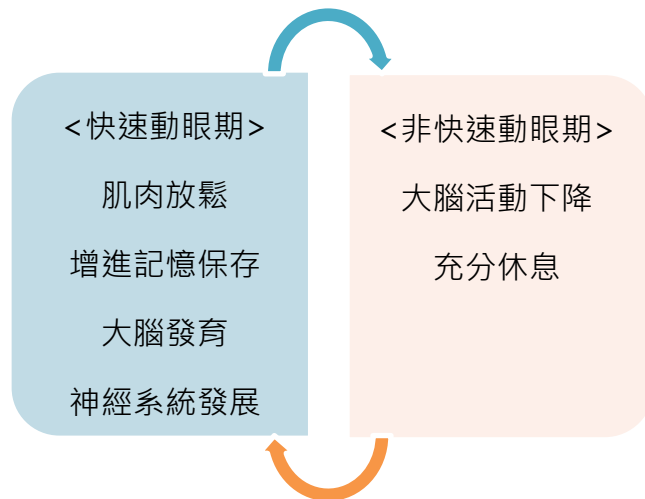 <快速動眼期>
肌肉放鬆
增進記憶保存
大腦發育
神經系統發展
<非快速動眼期>
大腦活動下降
充分休息